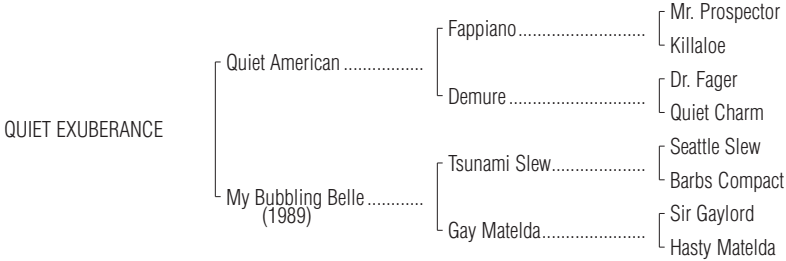 Mr. Prospector
Fappiano............................
Killaloe
Quiet American .................
Dr. Fager
Demure..............................
Quiet Charm
QUIET EXUBERANCE
Seattle Slew
Tsunami Slew....................
Barbs Compact
My Bubbling Belle ............
(1989)
Sir Gaylord
Gay Matelda......................
Hasty Matelda